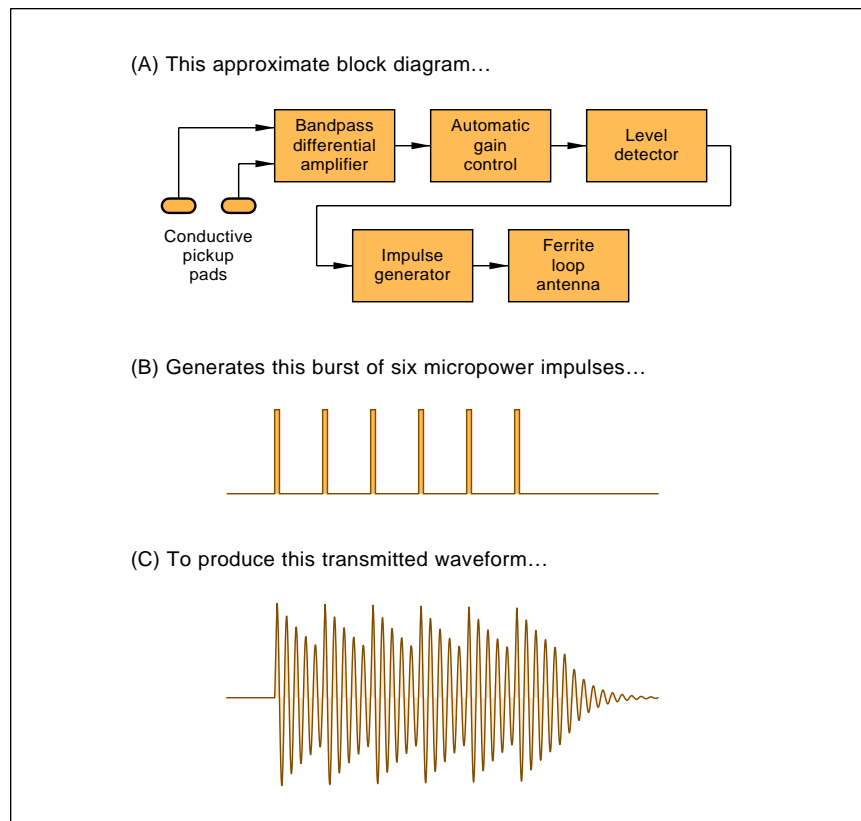 (A) This approximate block diagram…
Bandpass
differential
amplifier
Automatic
gain
control
Level
detector
Conductive
pickup
pads
Impulse
generator
Ferrite
loop
antenna
(B) Generates this burst of six micropower impulses…
(C) To produce this transmitted waveform…